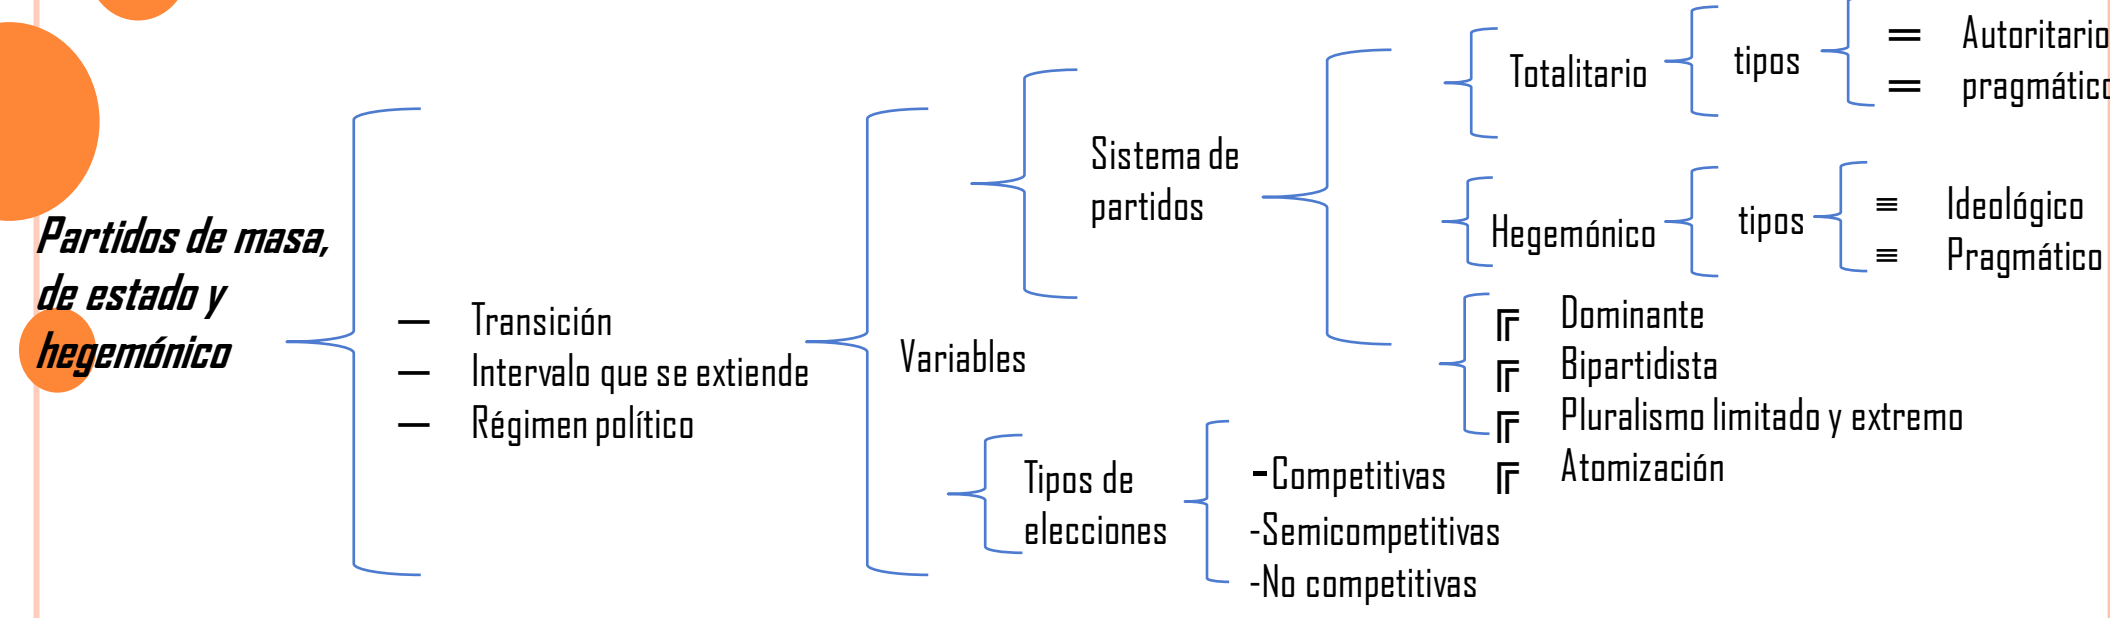 Partidos de masa,
de estado y
hegemónico
— Transición
— Intervalo que se extiende
— Régimen político
Variables
Sistema de
partidos
Totalitario
tipos
= Autoritario
= pragmático
Hegemónico
tipos
≡ Ideológico
≡ Pragmático
╔ Dominante
╔ Bipartidista
╔ Pluralismo limitado y extremo
╔ Atomización
Tipos de
elecciones
-Competitivas
-Semicompetitivas
-No competitivas